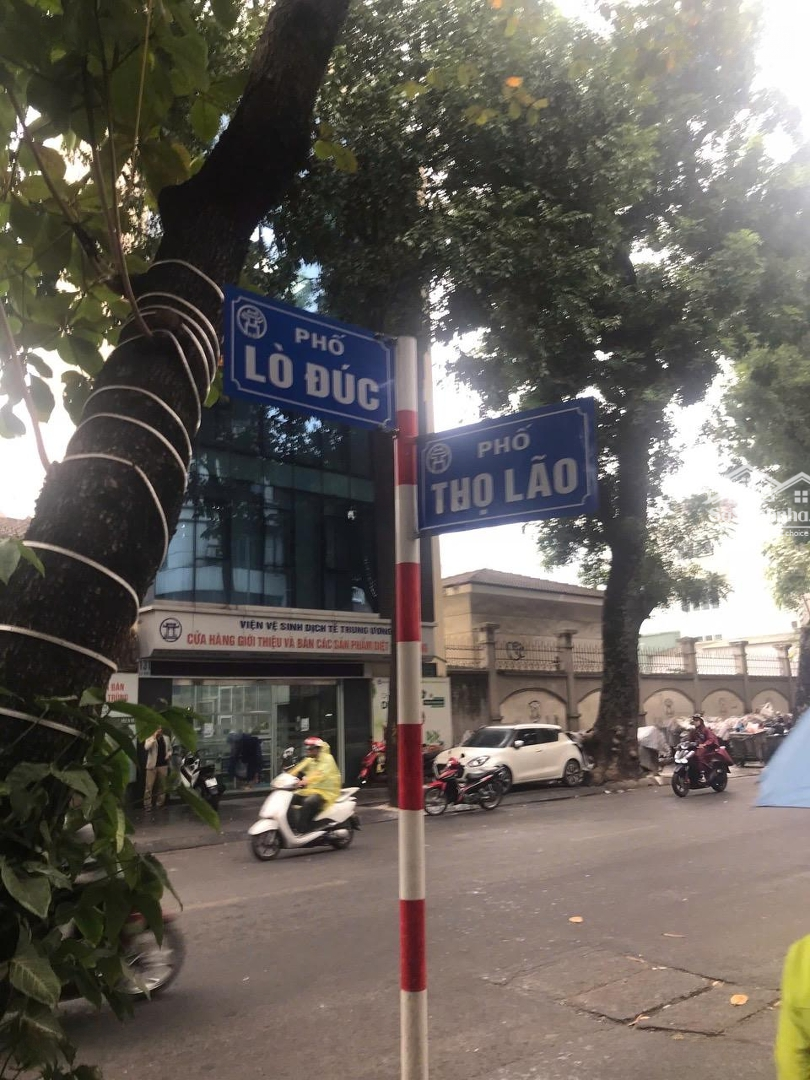 PHỐ
LÒ ĐÚC
PHỐ
THỌ LÃO
VIỆN VỆ SINH DỊCH TỄ TRUNG ƯƠNG
CỬA HÀNG GIỚI THIỆU VÀ BÁN CÁC SẢN PHẨM DIỆT